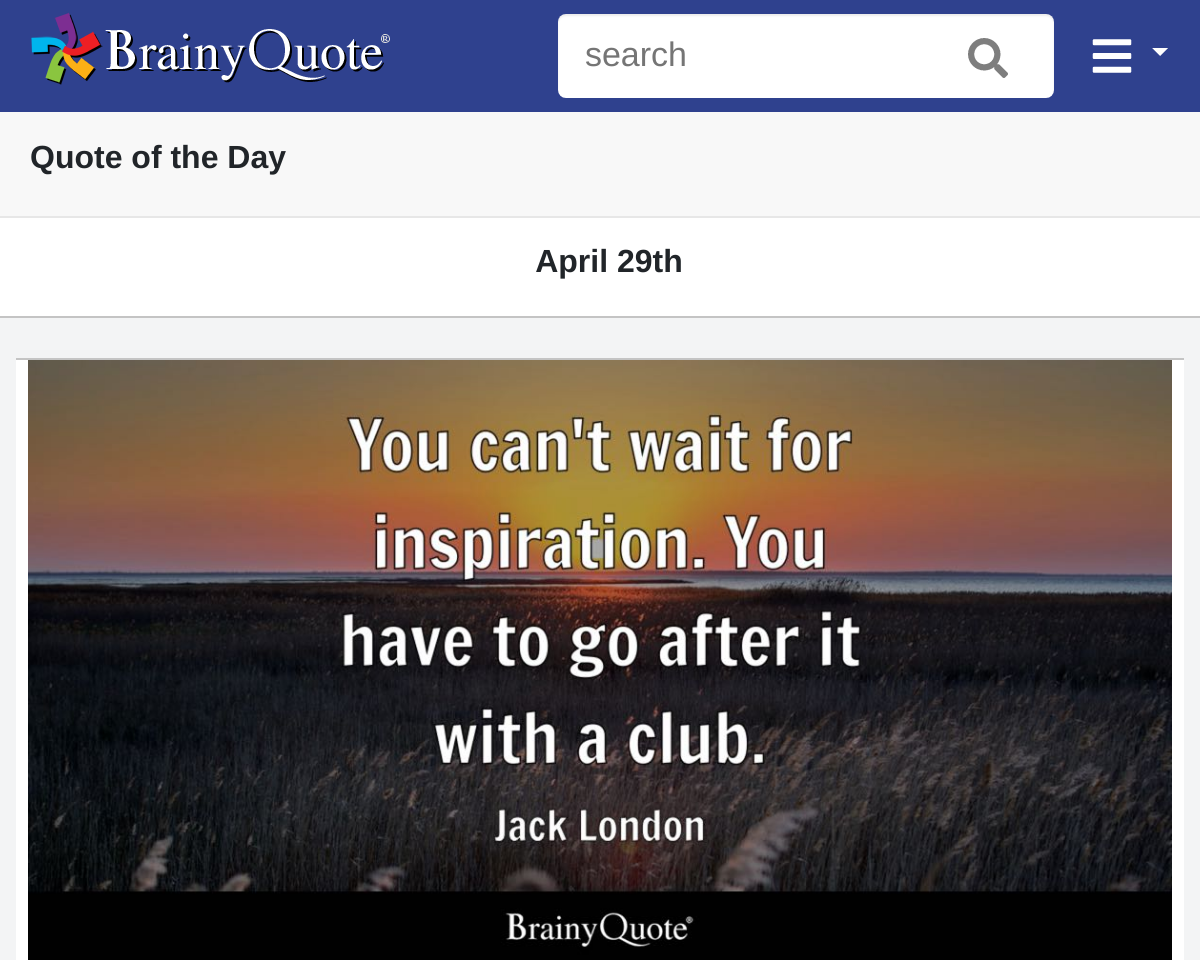 BrainyQuote®
search
Quote of the Day
April 29th
You can't wait for
inspiration. You
have to go after it
with a club.
Jack London
BrainyQuote®